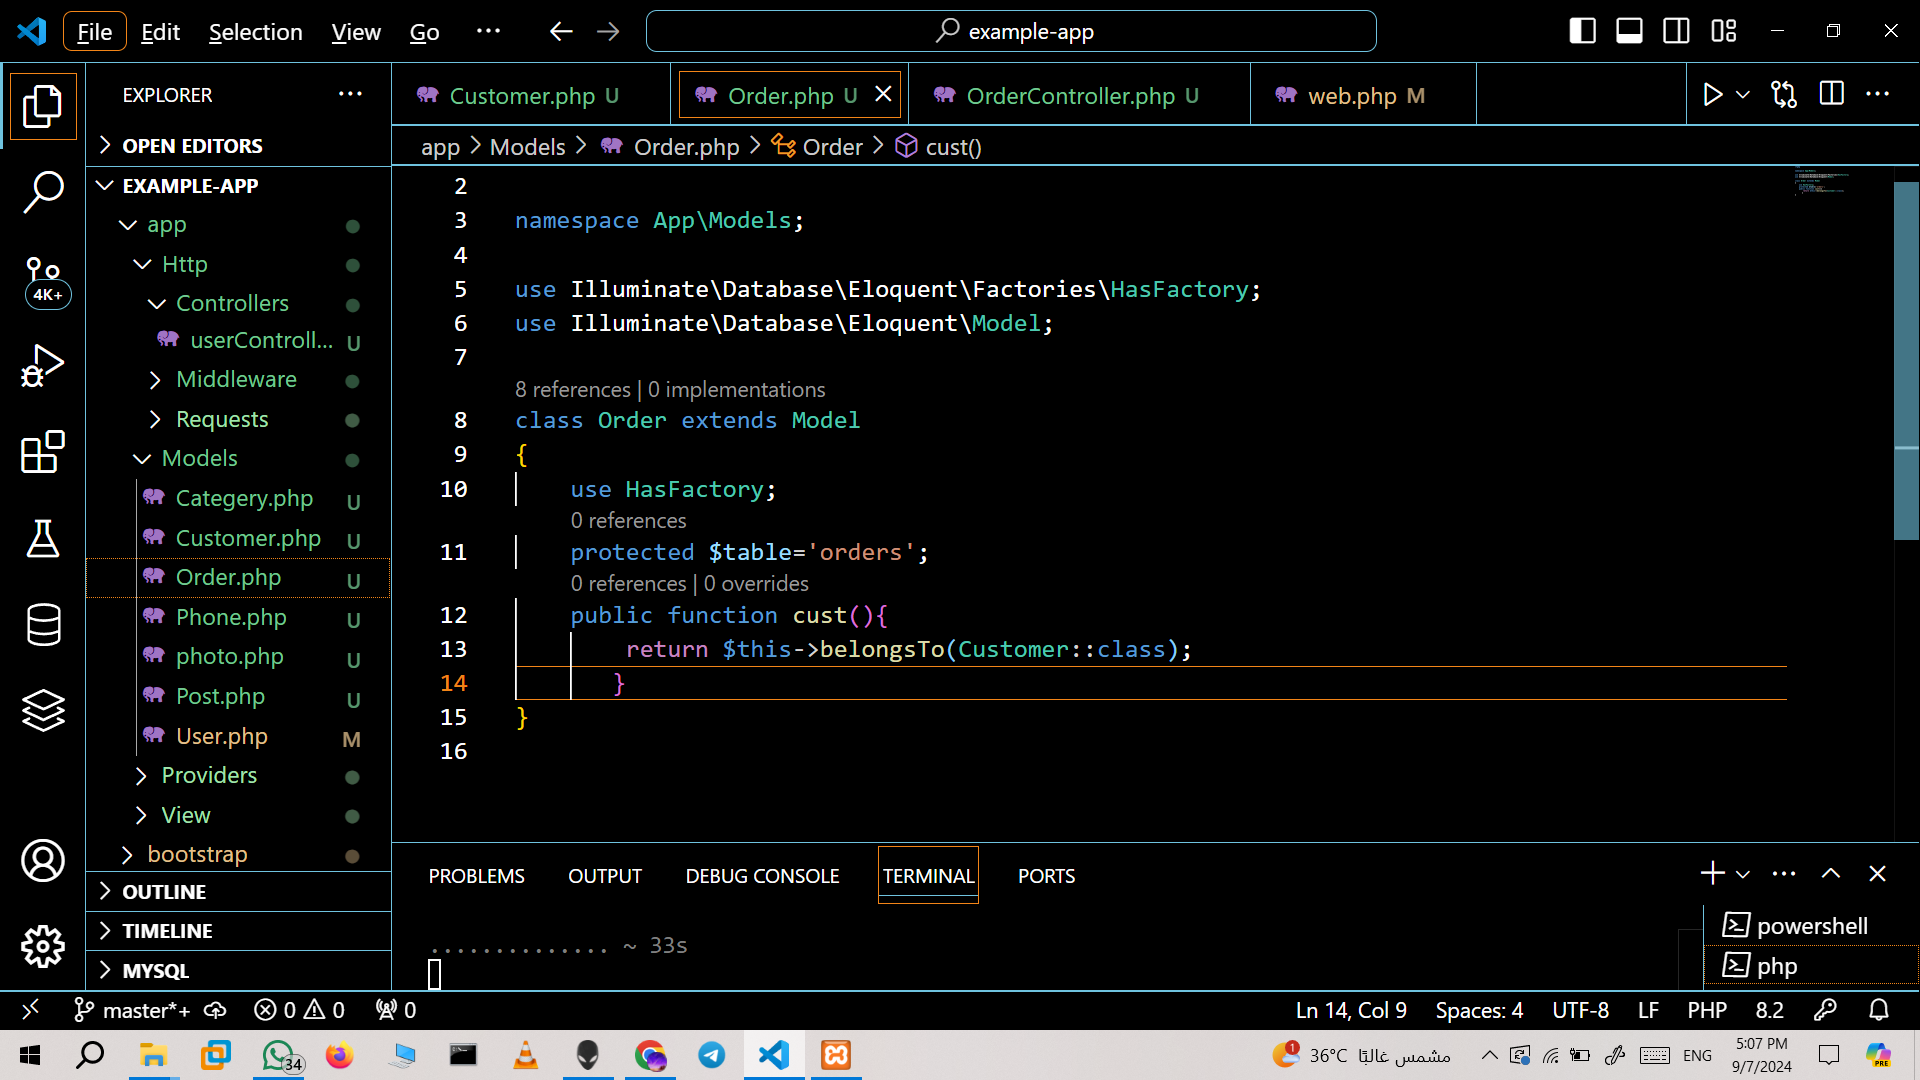 File Edit Selection View Go ··· example-app
EXPLORER ···
OPEN EDITORS
EXAMPLE-APP
app
Http
Controllers
userControll... U
Middleware
Requests
Models
Categery.php U
Customer.php U
Order.php U
Phone.php U
photo.php U
Post.php U
User.php M
Providers
View
bootstrap
OUTLINE
TIMELINE
MYSQL
4K+
Customer.php U Order.php U OrderController.php U web.php M
app > Models > Order.php > Order > cust()
2
3 namespace App\Models;
4
5 use Illuminate\Database\Eloquent\Factories\HasFactory;
6 use Illuminate\Database\Eloquent\Model;
7
8 references | 0 implementations
8 class Order extends Model
9 {
10 use HasFactory;
0 references
11 protected $table='orders';
0 references | 0 overrides
12 public function cust(){
13 return $this->belongsTo(Customer::class);
14 }
15 }
16
PROBLEMS OUTPUT DEBUG CONSOLE TERMINAL PORTS
.............. ~ 33s
powershell
php
master*+ 0 0 0 Ln 14, Col 9 Spaces: 4 UTF-8 LF PHP 8.2
34 1 36°C مشمس غالبًا ENG 5:07 PM
9/7/2024
PRE